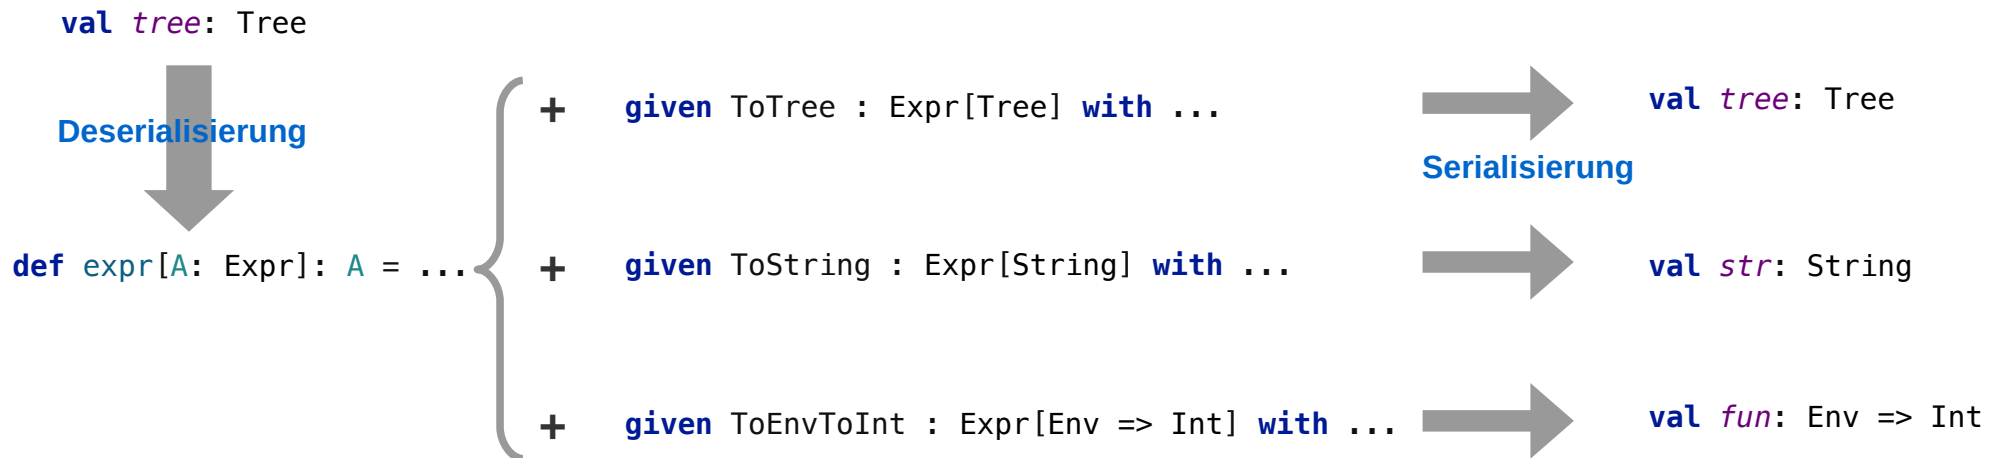 val tree: Tree
Deserialisierung
def expr[A: Expr]: A = ...
+ given ToTree : Expr[Tree] with ...
val tree: Tree
Serialisierung
+ given ToString : Expr[String] with ...
val str: String
+ given ToEnvToInt : Expr[Env => Int] with ...
val fun: Env => Int